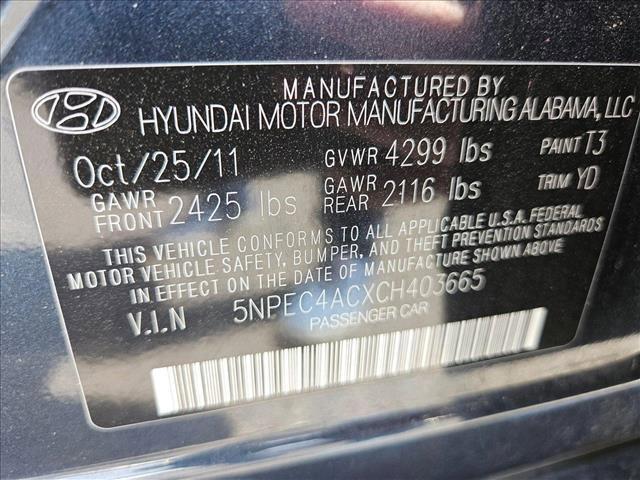 MANUFACTURED BY
HYUNDAI MOTOR MANUFACTURING ALABAMA, LLC
Oct/25/11 GVWR 4299 lbs PAINT T3
GAWR FRONT 2425 lbs GAWR REAR 2116 lbs TRIM YD
THIS VEHICLE CONFORMS TO ALL APPLICABLE U.S.A. FEDERAL
MOTOR VEHICLE SAFETY, BUMPER, AND THEFT PREVENTION STANDARDS
IN EFFECT ON THE DATE OF MANUFACTURE SHOWN ABOVE
V.I.N 5NPEC4ACXCH403665
PASSENGER CAR